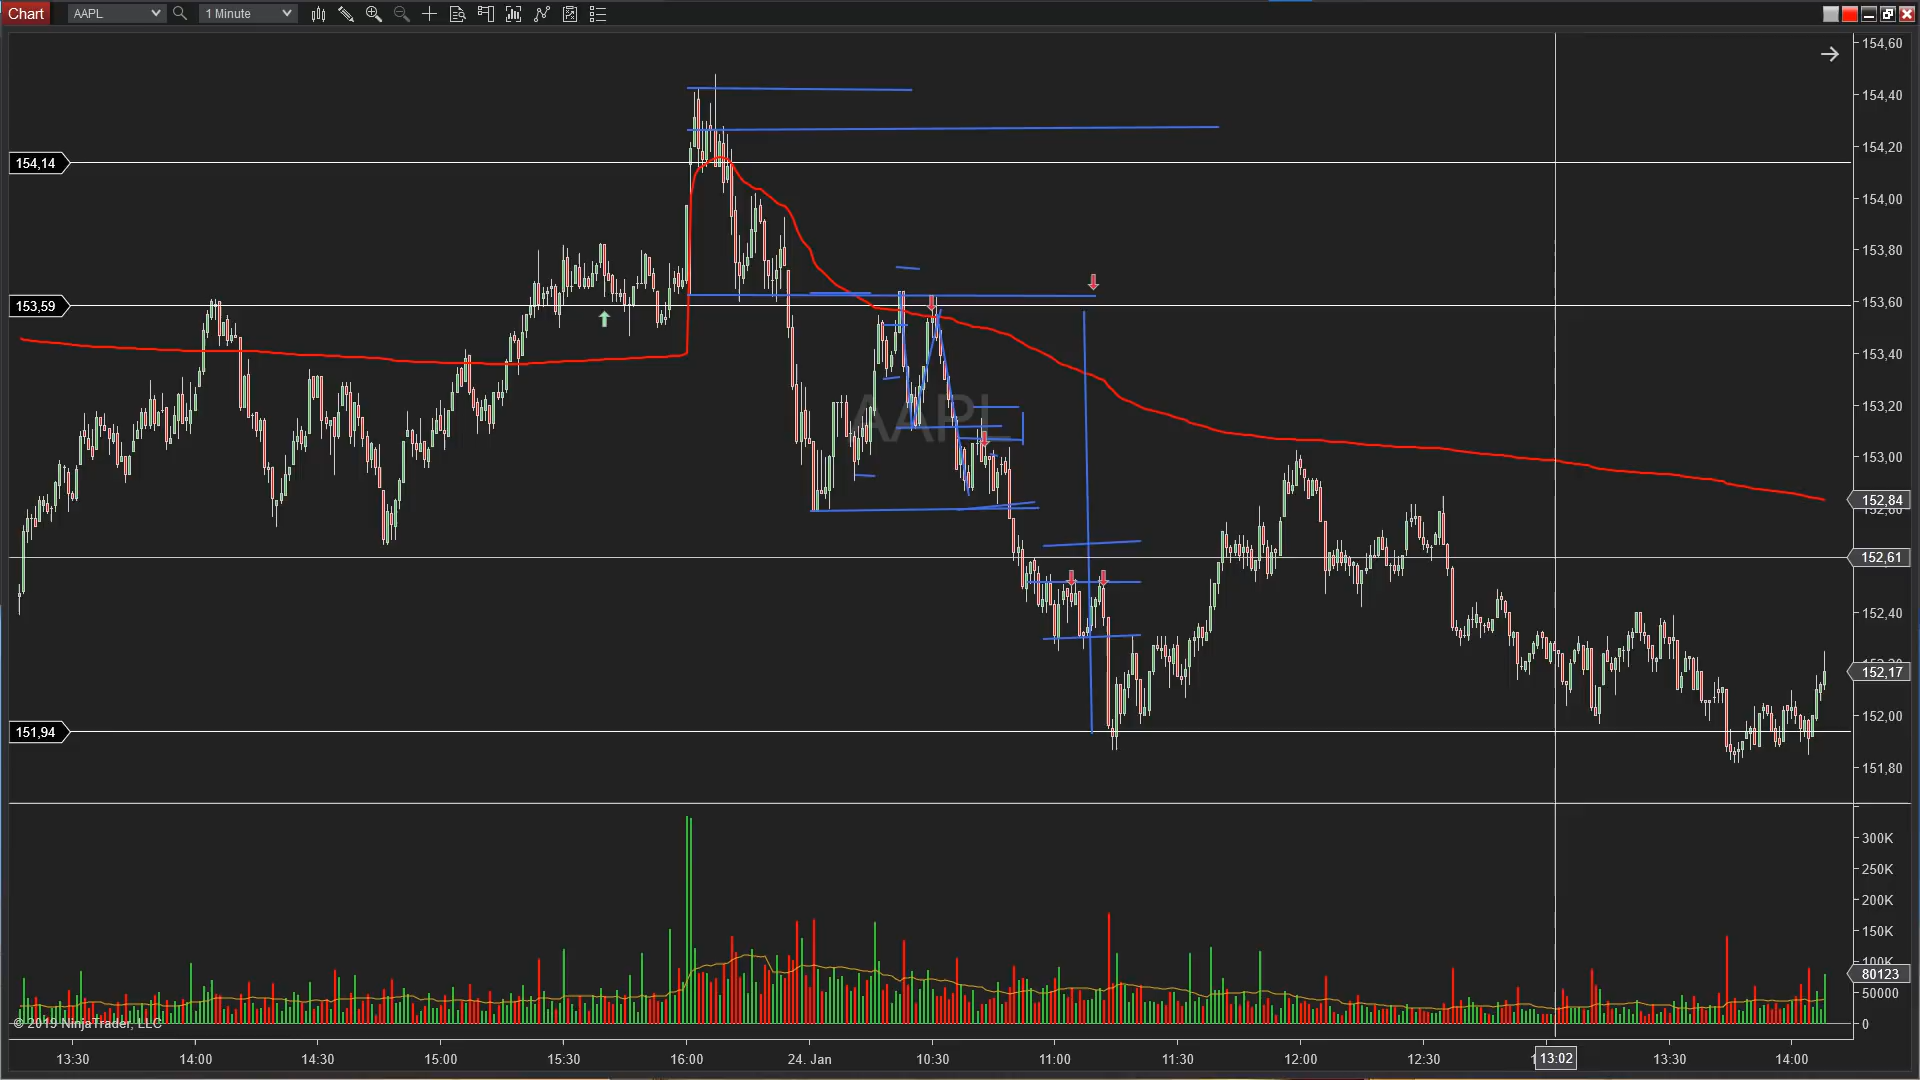 Chart AAPL 1 Minute
154,60
154,40
154,20
154,14
154,00
153,80
153,60
153,59
153,40
153,20
AAPL
153,00
152,84
152,61
152,40
152,17
152,00
151,94
151,80
300K
250K
200K
150K
100K
80123
50000
0
© 2019 NinjaTrader, LLC
13:30 14:00 14:30 15:00 15:30 16:00 24. Jan 10:30 11:00 11:30 12:00 12:30 13:02 13:30 14:00